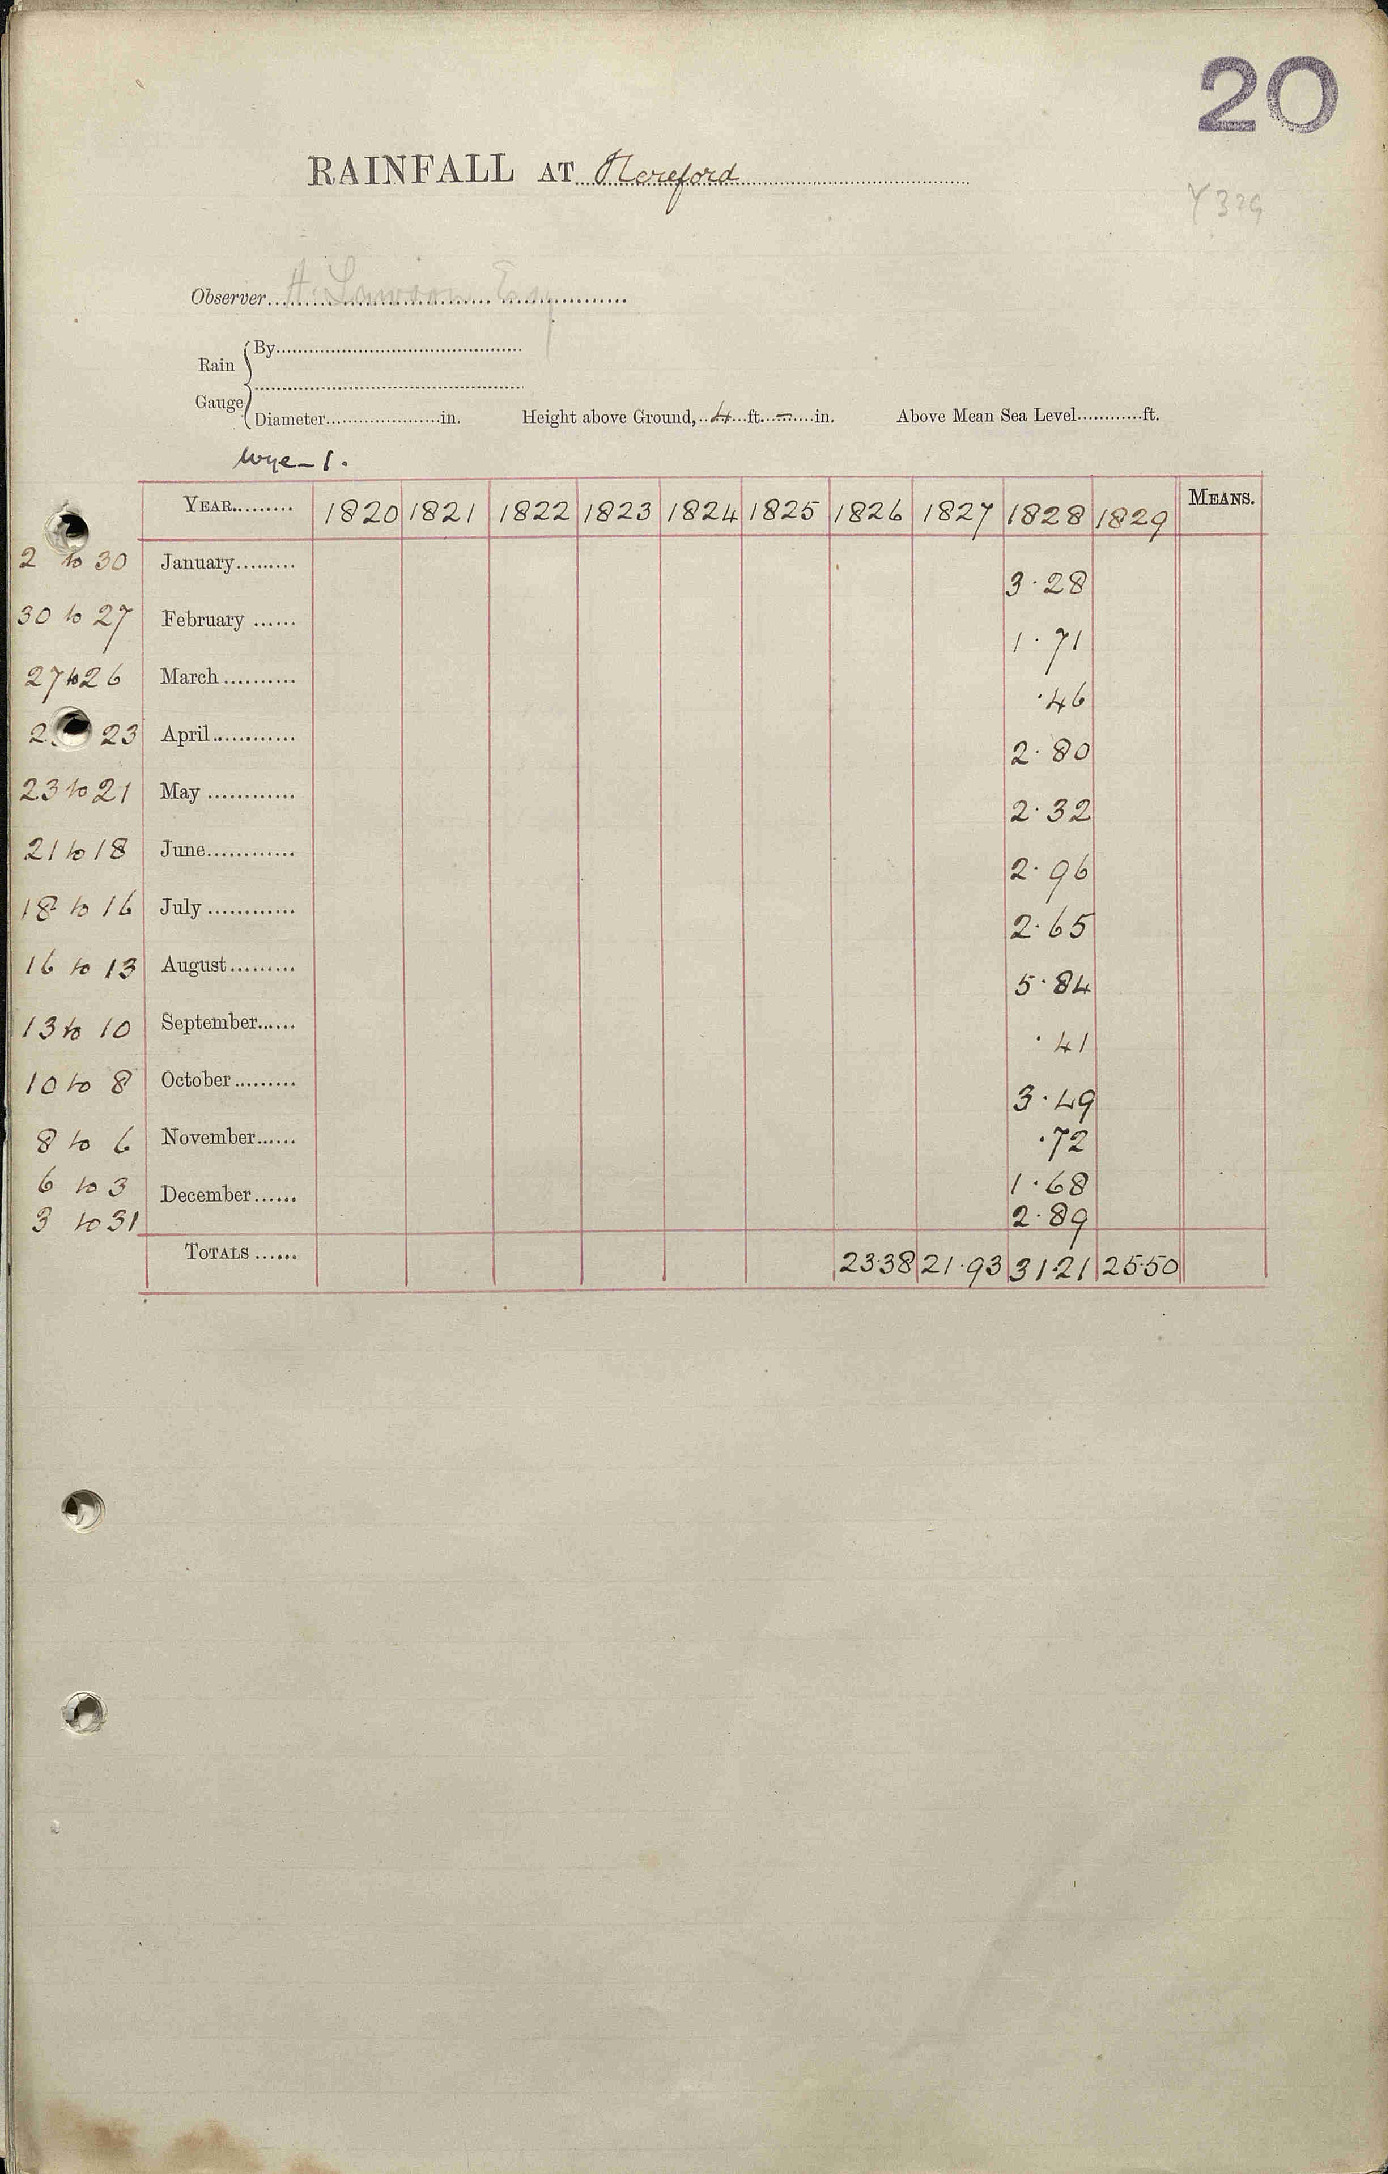 20
RAINFALL AT Hereford
Y 329
Observer A. Lawson Esq
Rain Gauge { By
Diameter in. Height above Ground, 4 ft. - in. Above Mean Sea Level ft.
Wye - 1.
YEAR 1820 1821 1822 1823 1824 1825 1826 1827 1828 1829 MEANS.
2 to 30 January 3.28
30 to 27 February 1.71
27 to 26 March .46
2 23 April 2.80
23 to 21 May 2.32
21 to 18 June 2.96
18 to 16 July 2.65
16 to 13 August 5.84
13 to 10 September .41
10 to 8 October 3.49
8 to 6 November .72
6 to 3 December 1.68
3 to 31 2.89
TOTALS 23.38 21.93 31.21 25.50